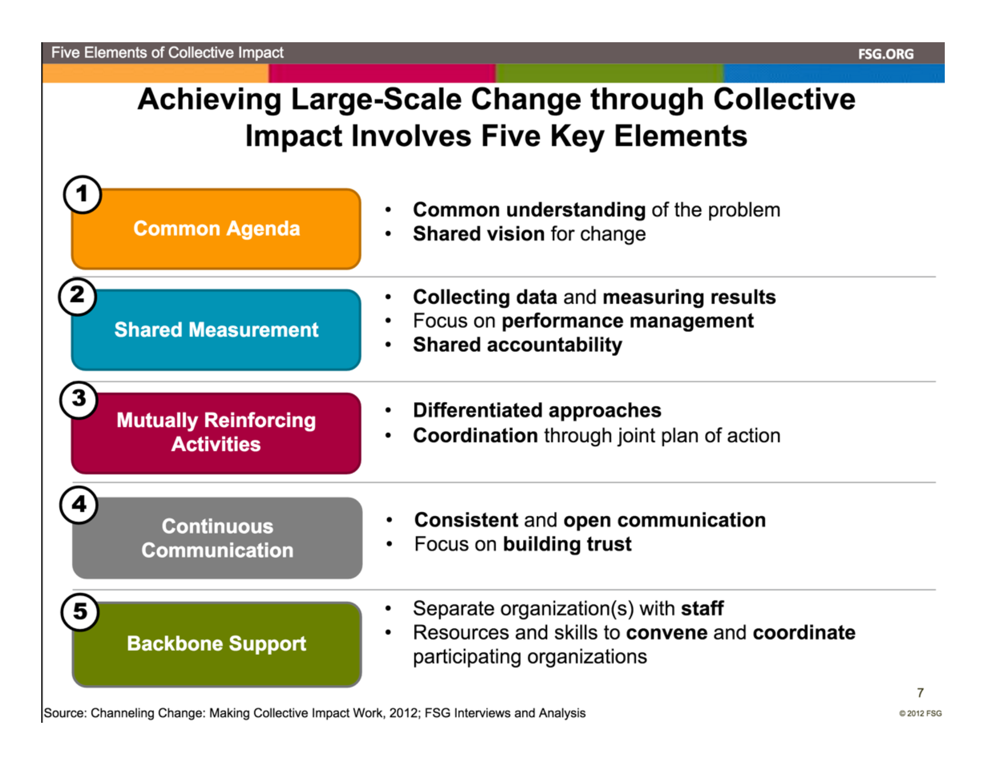 Five Elements of Collective Impact
FSG.ORG
Achieving Large-Scale Change through Collective
Impact Involves Five Key Elements
1
Common Agenda
• Common understanding of the problem
• Shared vision for change
2
Shared Measurement
• Collecting data and measuring results
• Focus on performance management
• Shared accountability
3
Mutually Reinforcing
Activities
• Differentiated approaches
• Coordination through joint plan of action
4
Continuous
Communication
• Consistent and open communication
• Focus on building trust
5
Backbone Support
• Separate organization(s) with staff
• Resources and skills to convene and coordinate
participating organizations
7
Source: Channeling Change: Making Collective Impact Work, 2012; FSG Interviews and Analysis
© 2012 FSG